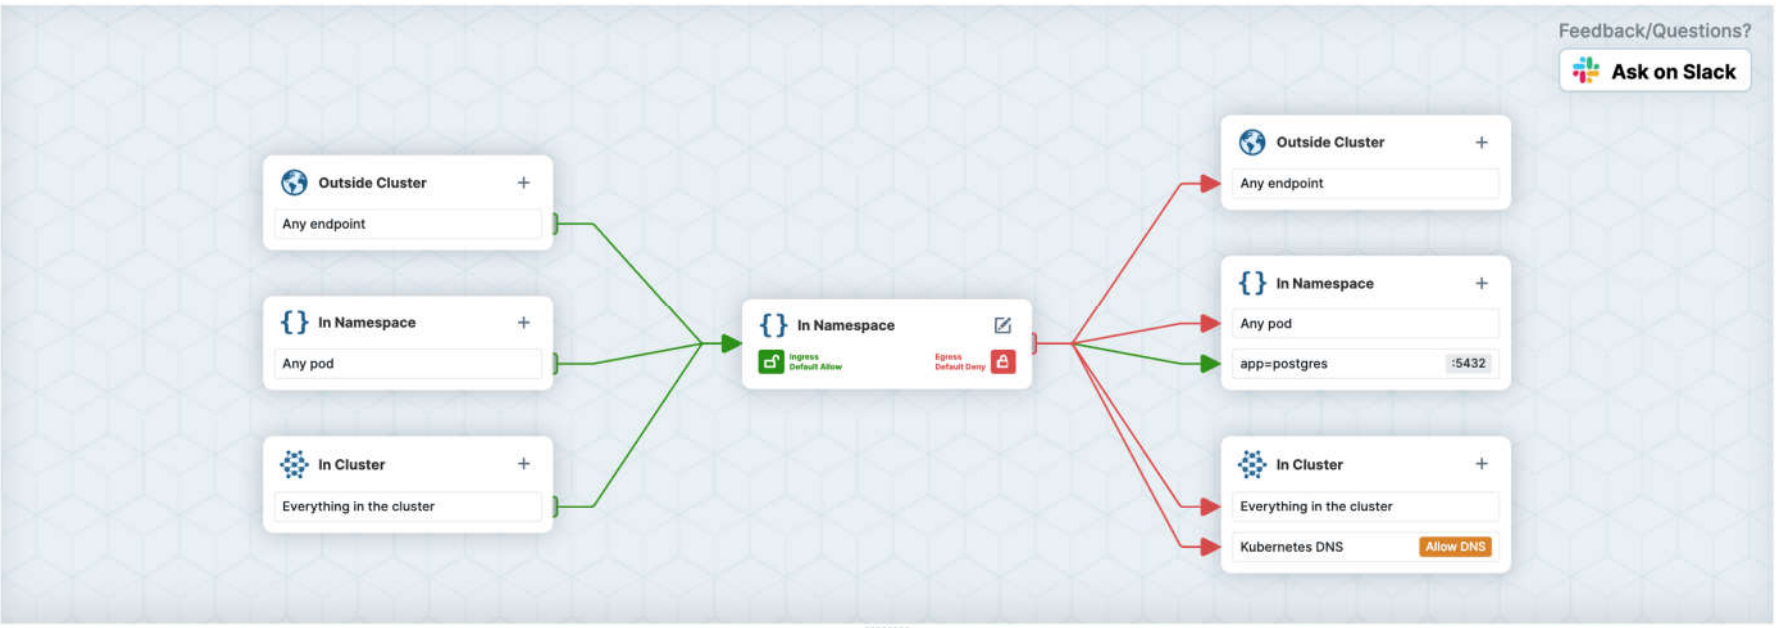 Feedback/Questions?
Ask on Slack
Outside Cluster
Any endpoint
In Namespace
Any pod
In Cluster
Everything in the cluster
In Namespace
Ingress
Default Allow
Egress
Default Deny
Outside Cluster
Any endpoint
In Namespace
Any pod
app=postgres :5432
In Cluster
Everything in the cluster
Kubernetes DNS Allow DNS